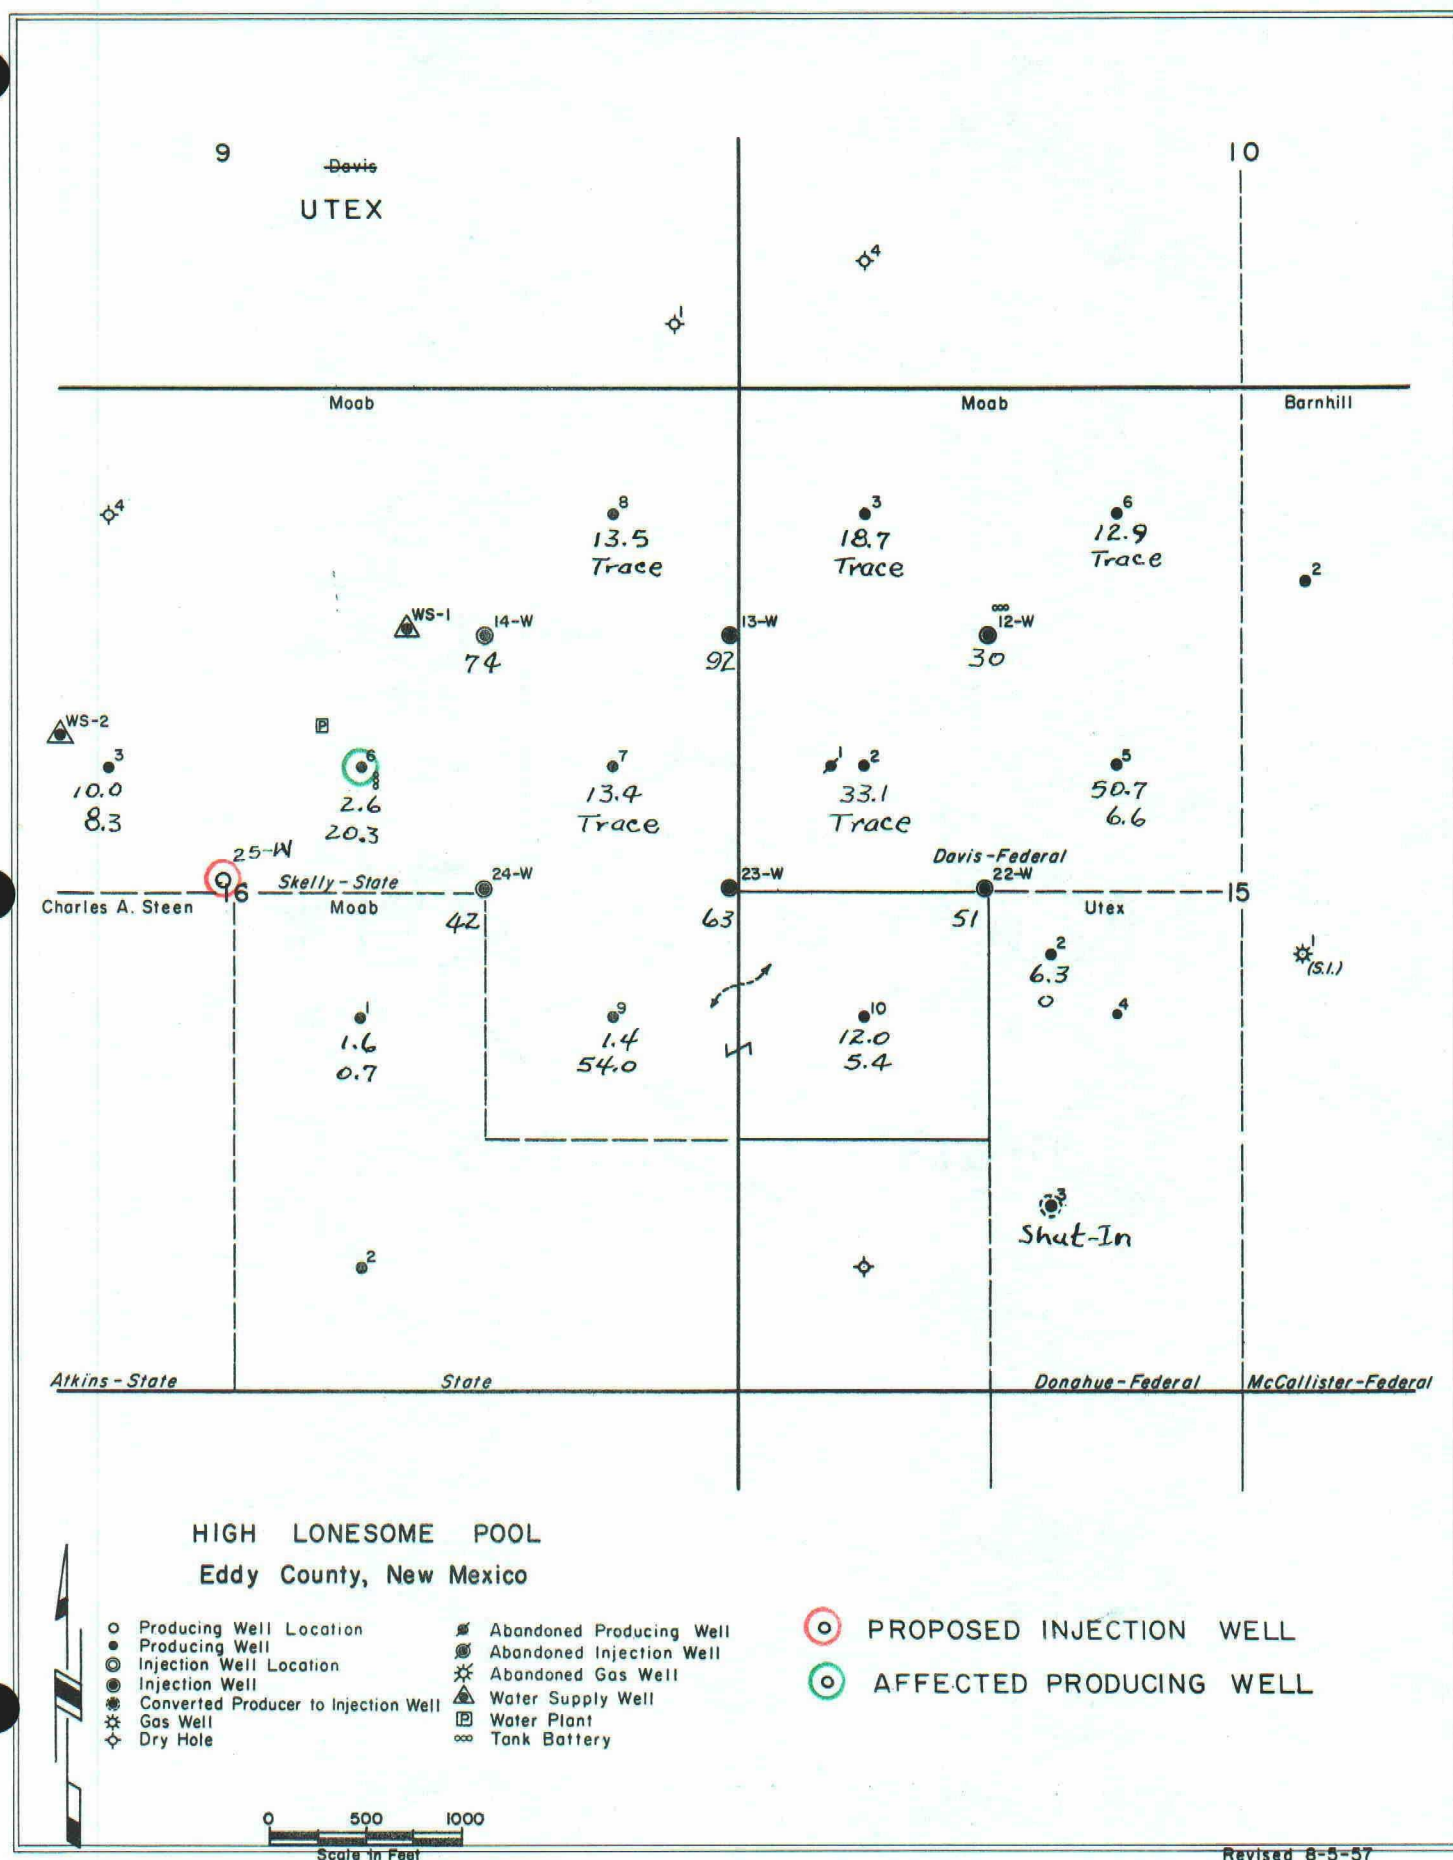 9
Davis
UTEX
10
4
1
Moab
Moab
Barnhill
4
8
13.5
Trace
3
18.7
Trace
6
12.9
Trace
2
WS-1
14-W
74
13-W
92
12-W
30
WS-2
3
10.0
8.3
P
6
2.6
20.3
7
13.4
Trace
1
2
33.1
Trace
5
50.7
6.6
25-W
16
Skelly-State
Charles A. Steen
Moab
24-W
42
23-W
63
Davis-Federal
22-W
51
Utex
15
2
6.3
0
4
1
(S.I.)
1
1.6
0.7
9
1.4
54.0
10
12.0
5.4
3
Shut-In
2
Atkins-State
State
Donahue-Federal
McCallister-Federal
HIGH LONESOME POOL
Eddy County, New Mexico
Producing Well Location
Producing Well
Injection Well Location
Injection Well
Converted Producer to Injection Well
Gas Well
Dry Hole
Abandoned Producing Well
Abandoned Injection Well
Abandoned Gas Well
Water Supply Well
P Water Plant
Tank Battery
PROPOSED INJECTION WELL
AFFECTED PRODUCING WELL
0 500 1000
Scale in Feet
Revised 8-5-57